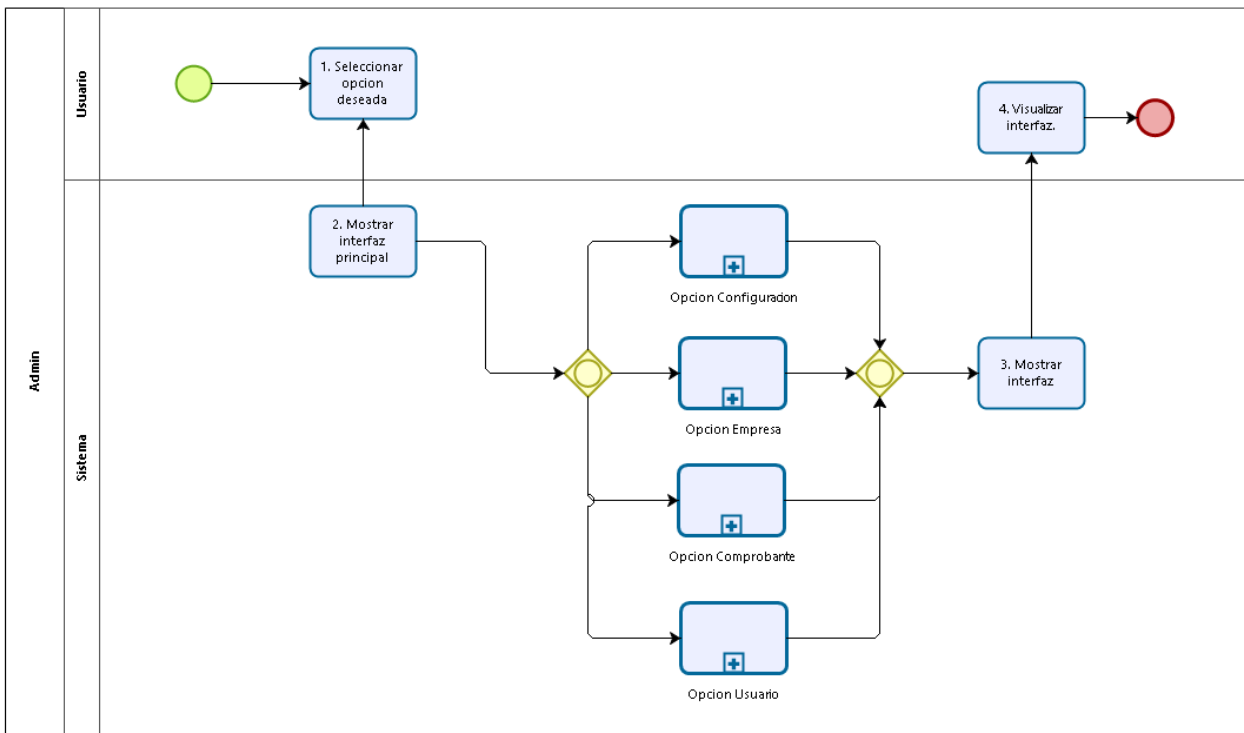 Admin
Usuario
1. Seleccionar
opcion
deseada
4. Visualizar
interfaz.
Sistema
2. Mostrar
interfaz
principal
Opcion Configuradon
Opcion Empresa
3. Mostrar
interfaz
Opcion Comprobante
Opcion Usuario